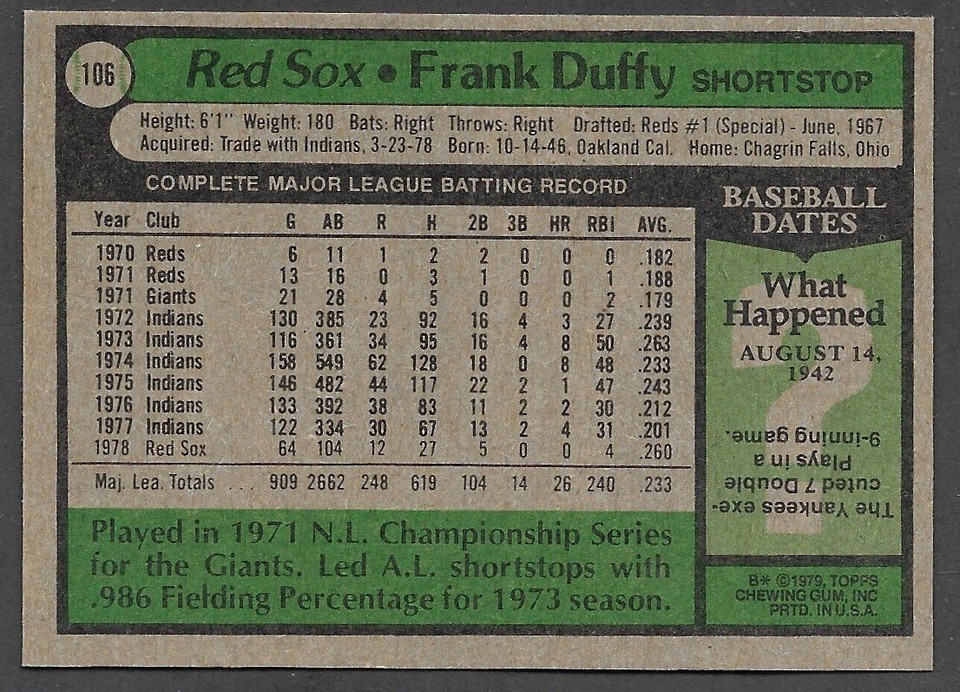 106
Red Sox • Frank Duffy SHORTSTOP
Height: 6'1" Weight: 180 Bats: Right Throws: Right Drafted: Reds #1 (Special) - June, 1967
Acquired: Trade with Indians, 3-23-78 Born: 10-14-46, Oakland Cal. Home: Chagrin Falls, Ohio
COMPLETE MAJOR LEAGUE BATTING RECORD
Year Club G AB R H 2B 3B HR RBI AVG.
1970 Reds 6 11 1 2 2 0 0 0 .182
1971 Reds 13 16 0 3 1 0 0 1 .188
1971 Giants 21 28 4 5 0 0 0 2 .179
1972 Indians 130 385 23 92 16 4 3 27 .239
1973 Indians 116 361 34 95 16 4 8 50 .263
1974 Indians 158 549 62 128 18 0 8 48 .233
1975 Indians 146 482 44 117 22 2 1 47 .243
1976 Indians 133 392 38 83 11 2 2 30 .212
1977 Indians 122 334 30 67 13 2 4 31 .201
1978 Red Sox 64 104 12 27 5 0 0 4 .260
Maj. Lea. Totals ... 909 2662 248 619 104 14 26 240 .233
Played in 1971 N.L. Championship Series
for the Giants. Led A.L. shortstops with
.986 Fielding Percentage for 1973 season.
BASEBALL
DATES
What
Happened
AUGUST 14,
1942
?
The Yankees exe-
cuted 7 Double
Plays in a
9-inning game.
B* ©1979, TOPPS
CHEWING GUM, INC
PRTD. IN U.S.A.